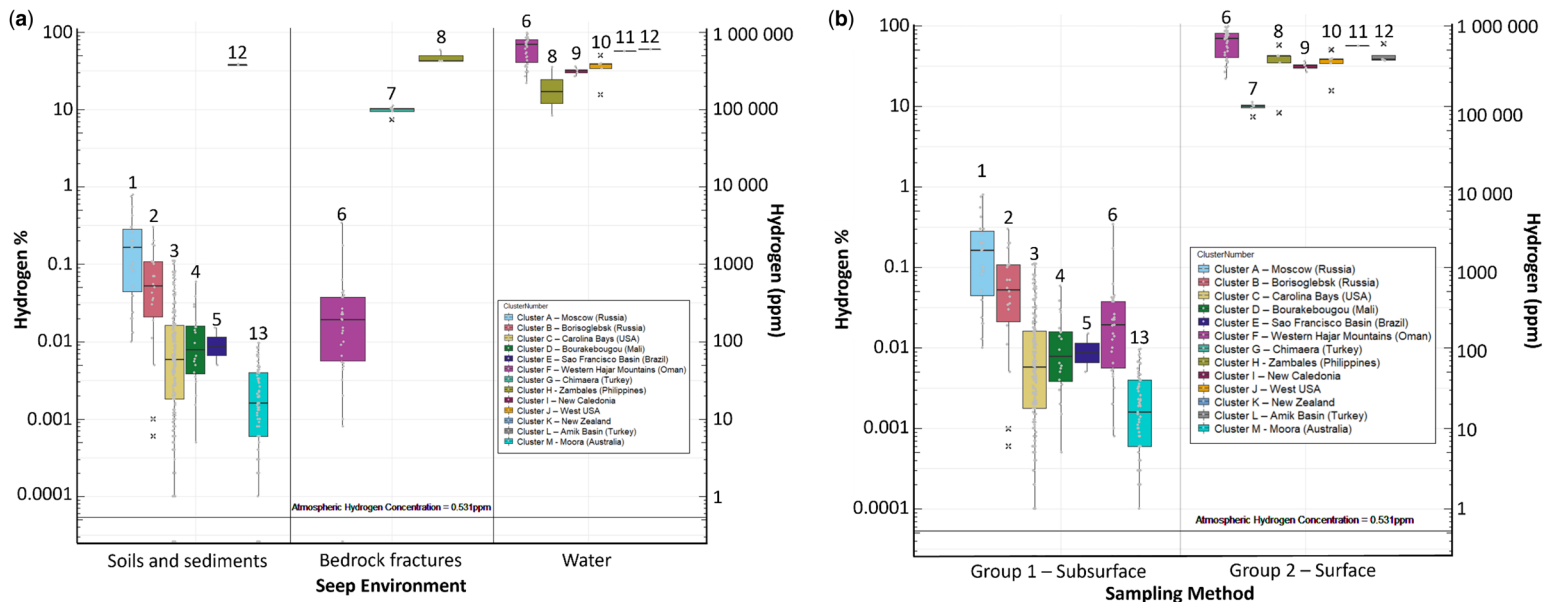 (a)
100
10
1
0.1
0.01
0.001
0.0001
Hydrogen %
1
2
3
4
5
13
12
6
7
8
6
8
9
10
11
12
1 000 000
100 000
10 000
1000
100
10
1
Hydrogen (ppm)
ClusterNumber
Cluster A – Moscow (Russia)
Cluster B – Borisoglebsk (Russia)
Cluster C – Carolina Bays (USA)
Cluster D – Bourakebougou (Mali)
Cluster E – Sao Francisco Basin (Brazil)
Cluster F – Western Hajar Mountains (Oman)
Cluster G – Chimaera (Turkey)
Cluster H - Zambales (Philippines)
Cluster I – New Caledonia
Cluster J – West USA
Cluster K – New Zealand
Cluster L – Amik Basin (Turkey)
Cluster M - Moora (Australia)
Atmospheric Hydrogen Concentration = 0.531ppm
Soils and sediments
Bedrock fractures
Water
Seep Environment
(b)
100
10
1
0.1
0.01
0.001
0.0001
Hydrogen %
1
2
3
4
5
6
13
6
7
8
9
10
11
12
1 000 000
100 000
10 000
1000
100
10
1
Hydrogen (ppm)
ClusterNumber
Cluster A – Moscow (Russia)
Cluster B – Borisoglebsk (Russia)
Cluster C – Carolina Bays (USA)
Cluster D – Bourakebougou (Mali)
Cluster E – Sao Francisco Basin (Brazil)
Cluster F – Western Hajar Mountains (Oman)
Cluster G – Chimaera (Turkey)
Cluster H – Zambales (Philippines)
Cluster I – New Caledonia
Cluster J – West USA
Cluster K – New Zealand
Cluster L – Amik Basin (Turkey)
Cluster M - Moora (Australia)
Atmospheric Hydrogen Concentration = 0.531ppm
Group 1 – Subsurface
Group 2 – Surface
Sampling Method